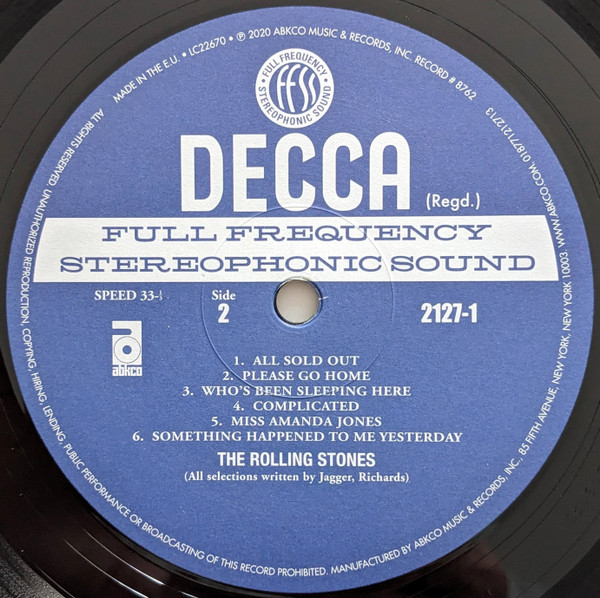 MADE IN THE E.U. • LC22670 • ℗ 2020 ABKCO MUSIC & RECORDS, INC. RECORD # 8762
• FULL FREQUENCY •
FFSS
STEREOPHONIC SOUND
DECCA (Regd.)
FULL FREQUENCY
STEREOPHONIC SOUND
SPEED 33-⅓
Side
2
2127-1
abkco
1. ALL SOLD OUT
2. PLEASE GO HOME
3. WHO'S BEEN SLEEPING HERE
4. COMPLICATED
5. MISS AMANDA JONES
6. SOMETHING HAPPENED TO ME YESTERDAY
THE ROLLING STONES
(All selections written by Jagger, Richards)
ALL RIGHTS RESERVED. UNAUTHORIZED REPRODUCTION, COPYING, HIRING, LENDING, PUBLIC PERFORMANCE OR BROADCASTING OF THIS RECORD PROHIBITED. MANUFACTURED BY ABKCO MUSIC & RECORDS, INC., 85 FIFTH AVENUE, NEW YORK, NEW YORK 10003. WWW.ABKCO.COM. 018771212713